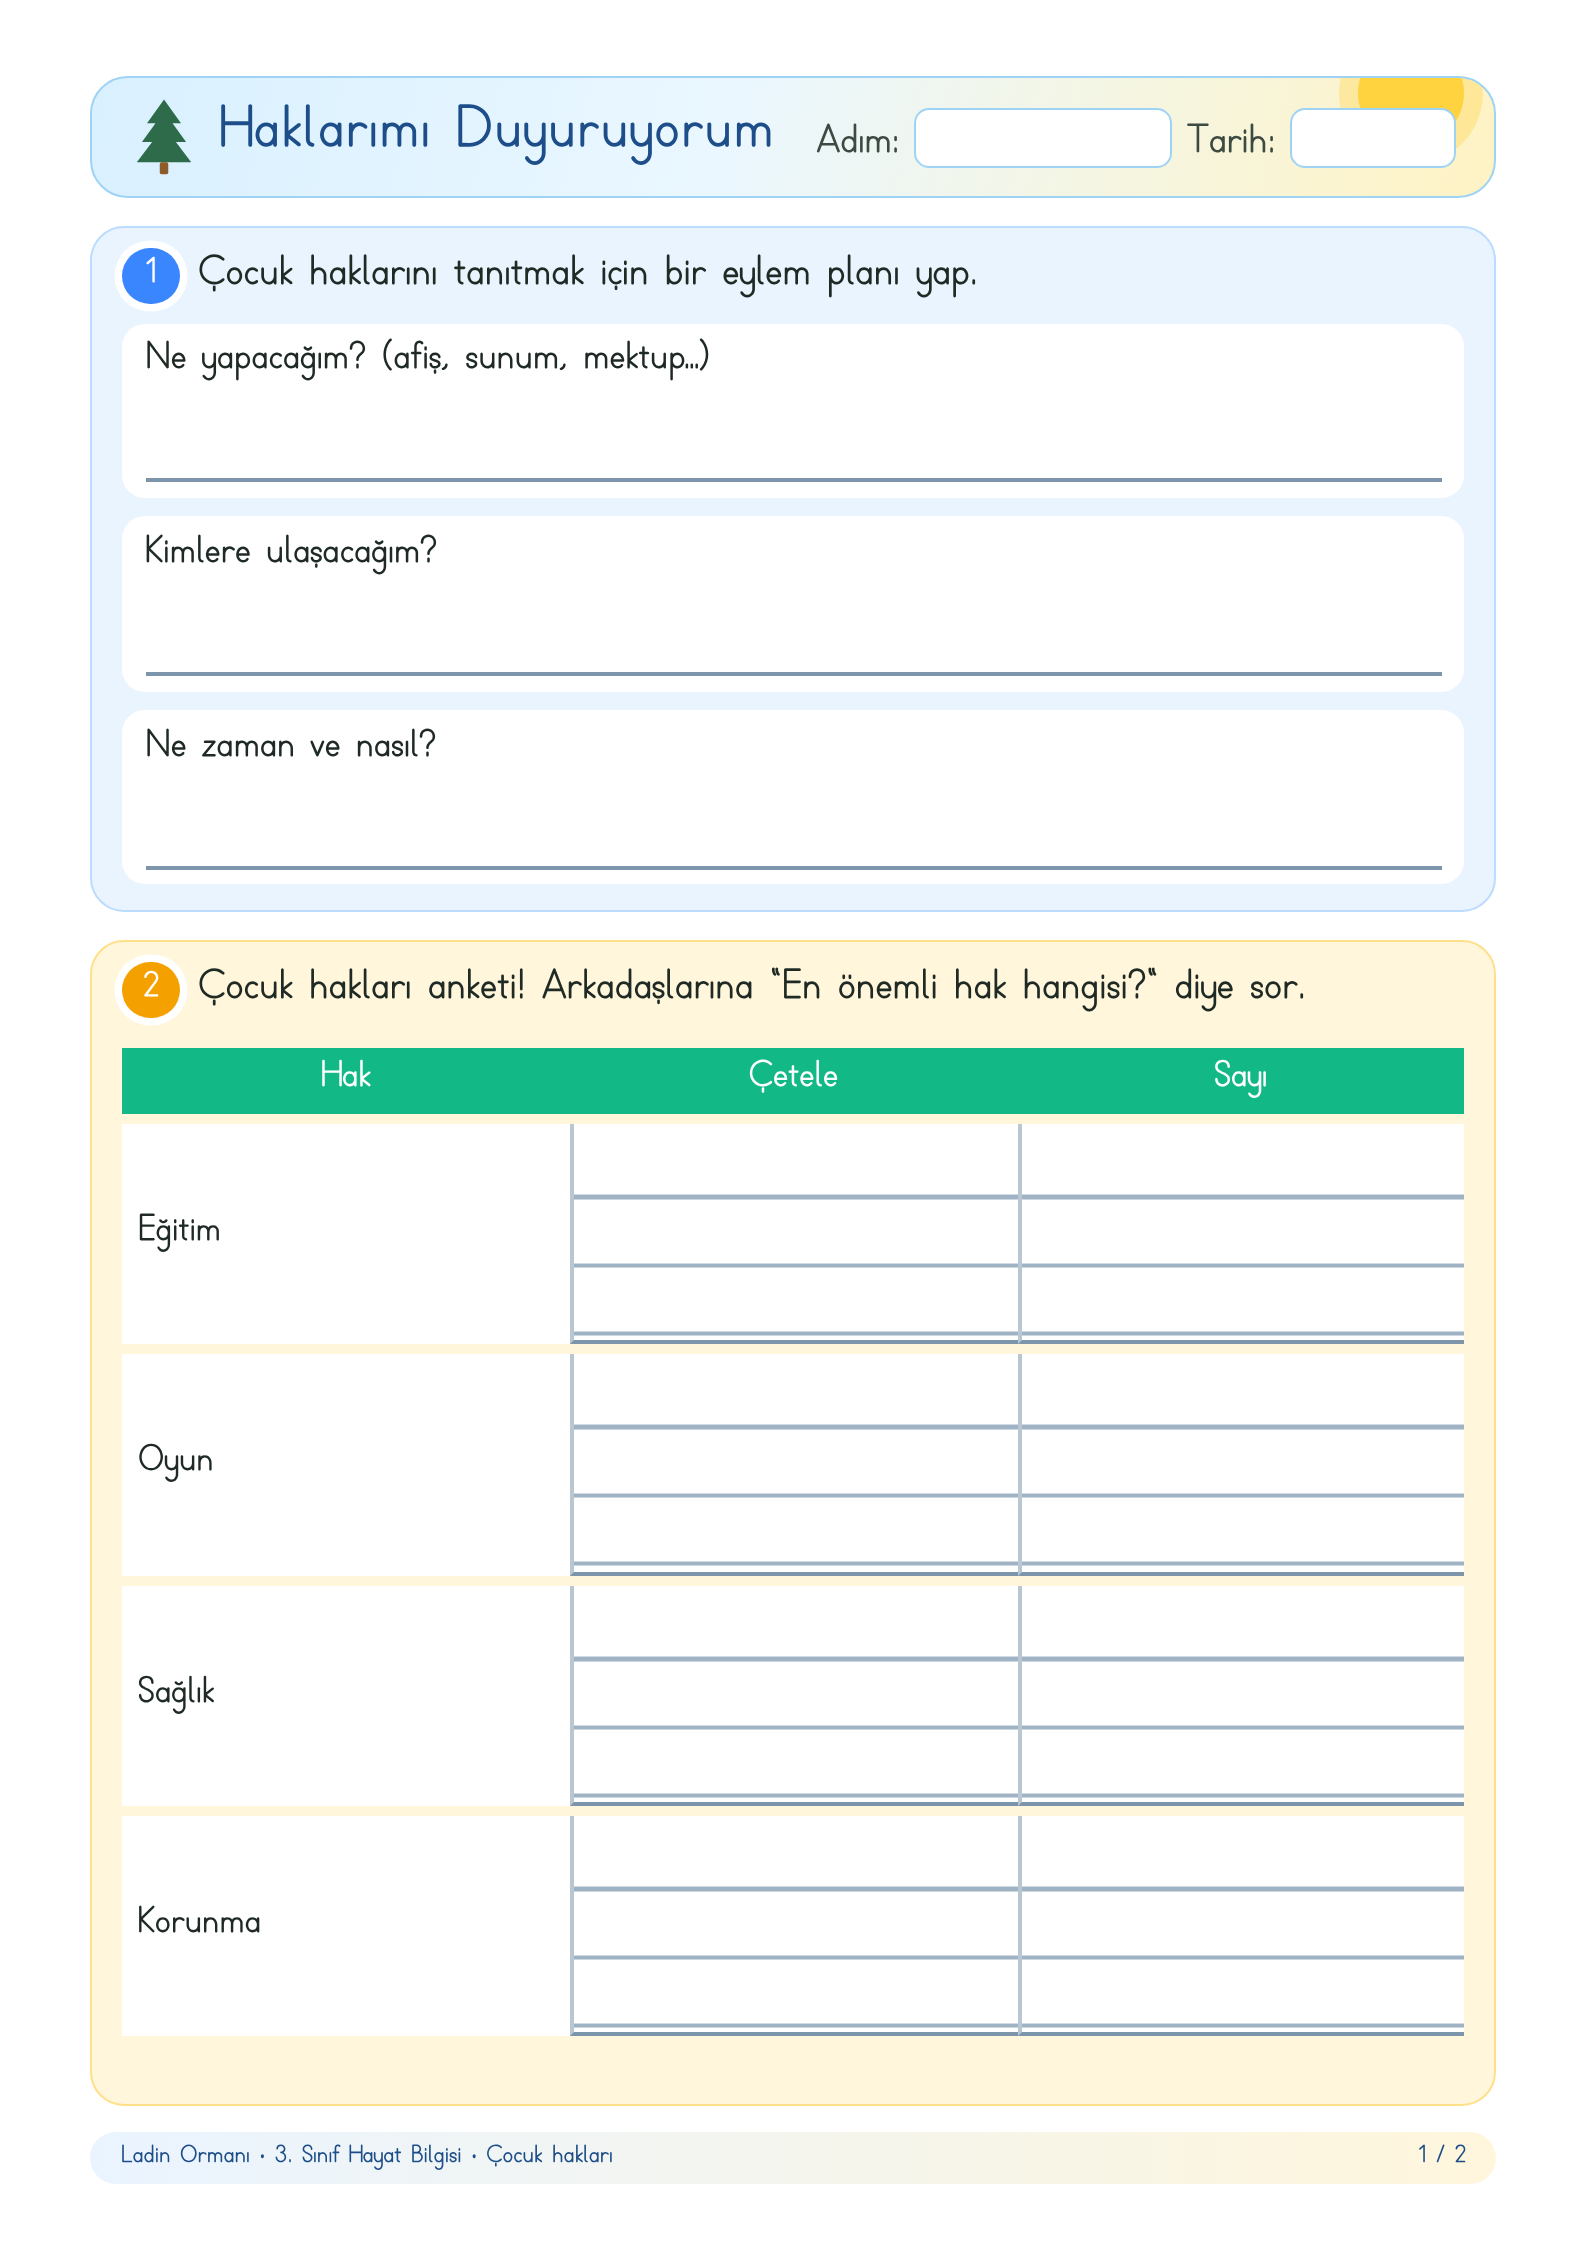 Haklarımı Duyuruyorum Adım: Tarih:
1 Çocuk haklarını tanıtmak için bir eylem planı yap.
Ne yapacağım? (afiş, sunum, mektup...)
Kimlere ulaşacağım?
Ne zaman ve nasıl?
2 Çocuk hakları anketi! Arkadaşlarına “En önemli hak hangisi?“ diye sor.
Hak Çetele Sayı
Eğitim
Oyun
Sağlık
Korunma
Ladin Ormanı • 3. Sınıf Hayat Bilgisi • Çocuk hakları 1 / 2